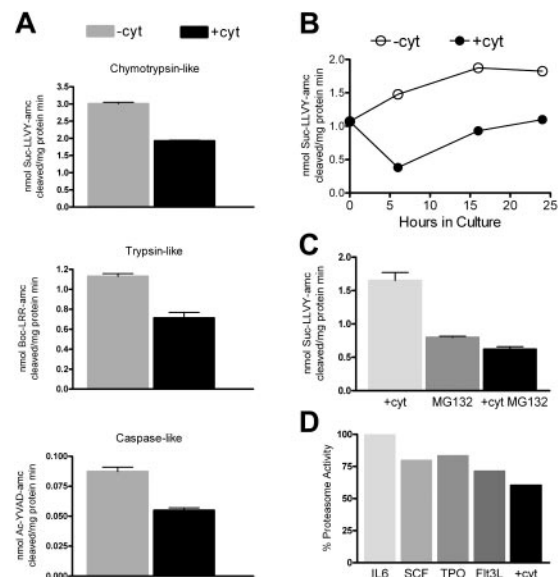 A
-cyt +cyt
Chymotrypsin-like
nmol Suc-LLVY-amc
cleaved/mg protein min
3.5
3.0
2.5
2.0
1.5
1.0
0.5
0.0
Trypsin-like
nmol Boc-LRR-amc
cleaved/mg protein min
1.2
1.0
0.8
0.6
0.4
0.2
0.0
Caspase-like
nmol Ac-YVAD-amc
cleaved/mg protein min
0.100
0.075
0.050
0.025
0.000
B
-cyt +cyt
nmol Suc-LLVY-amc
cleaved/mg protein min
2.0
1.5
1.0
0.5
0.0
0 5 10 15 20 25
Hours in Culture
C
nmol Suc-LLVY-amc
cleaved/mg protein min
2.0
1.5
1.0
0.5
0.0
+cyt MG132 +cyt MG132
D
% Proteasome Activity
100
75
50
25
0
IL6 SCF TPO Flt3L +cyt